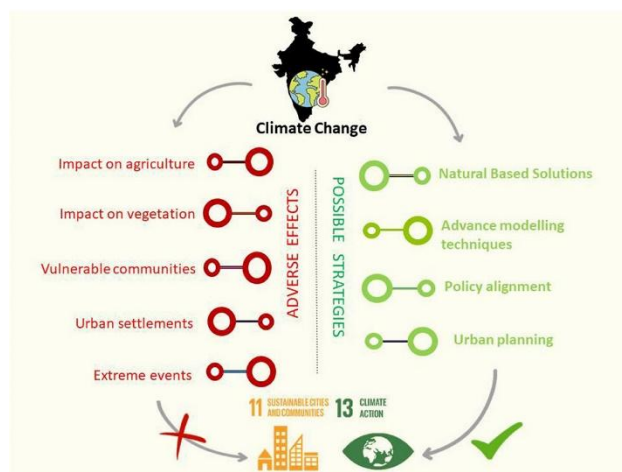 Climate Change
Impact on agriculture
Impact on vegetation
Vulnerable communities
Urban settlements
Extreme events
ADVERSE EFFECTS
POSSIBLE STRATEGIES
Natural Based Solutions
Advance modelling
techniques
Policy alignment
Urban planning
11 SUSTAINABLE CITIES
AND COMMUNITIES
13 CLIMATE
ACTION